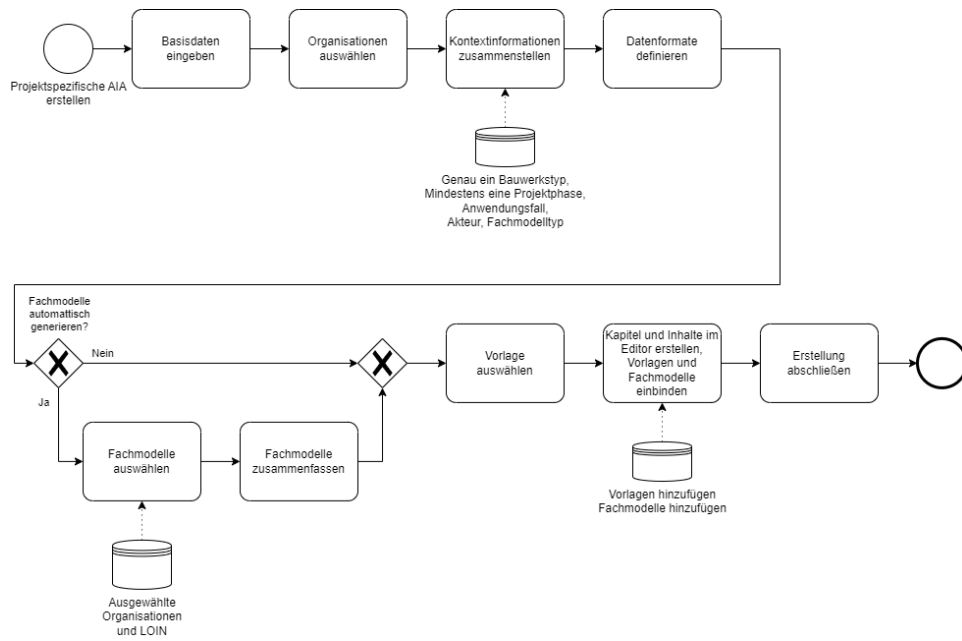 Projektspezifische AIA
erstellen
Basisdaten
eingeben
Organisationen
auswählen
Kontextinformationen
zusammenstellen
Datenformate
definieren
Genau ein Bauwerkstyp,
Mindestens eine Projektphase,
Anwendungsfall,
Akteur, Fachmodelltyp
Fachmodelle
automattisch
generieren?
Nein
Ja
Fachmodelle
auswählen
Fachmodelle
zusammenfassen
Ausgewählte
Organisationen
und LOIN
Vorlage
auswählen
Kapitel und Inhalte im
Editor erstellen,
Vorlagen und
Fachmodelle
einbinden
Vorlagen hinzufügen
Fachmodelle hinzufügen
Erstellung
abschließen